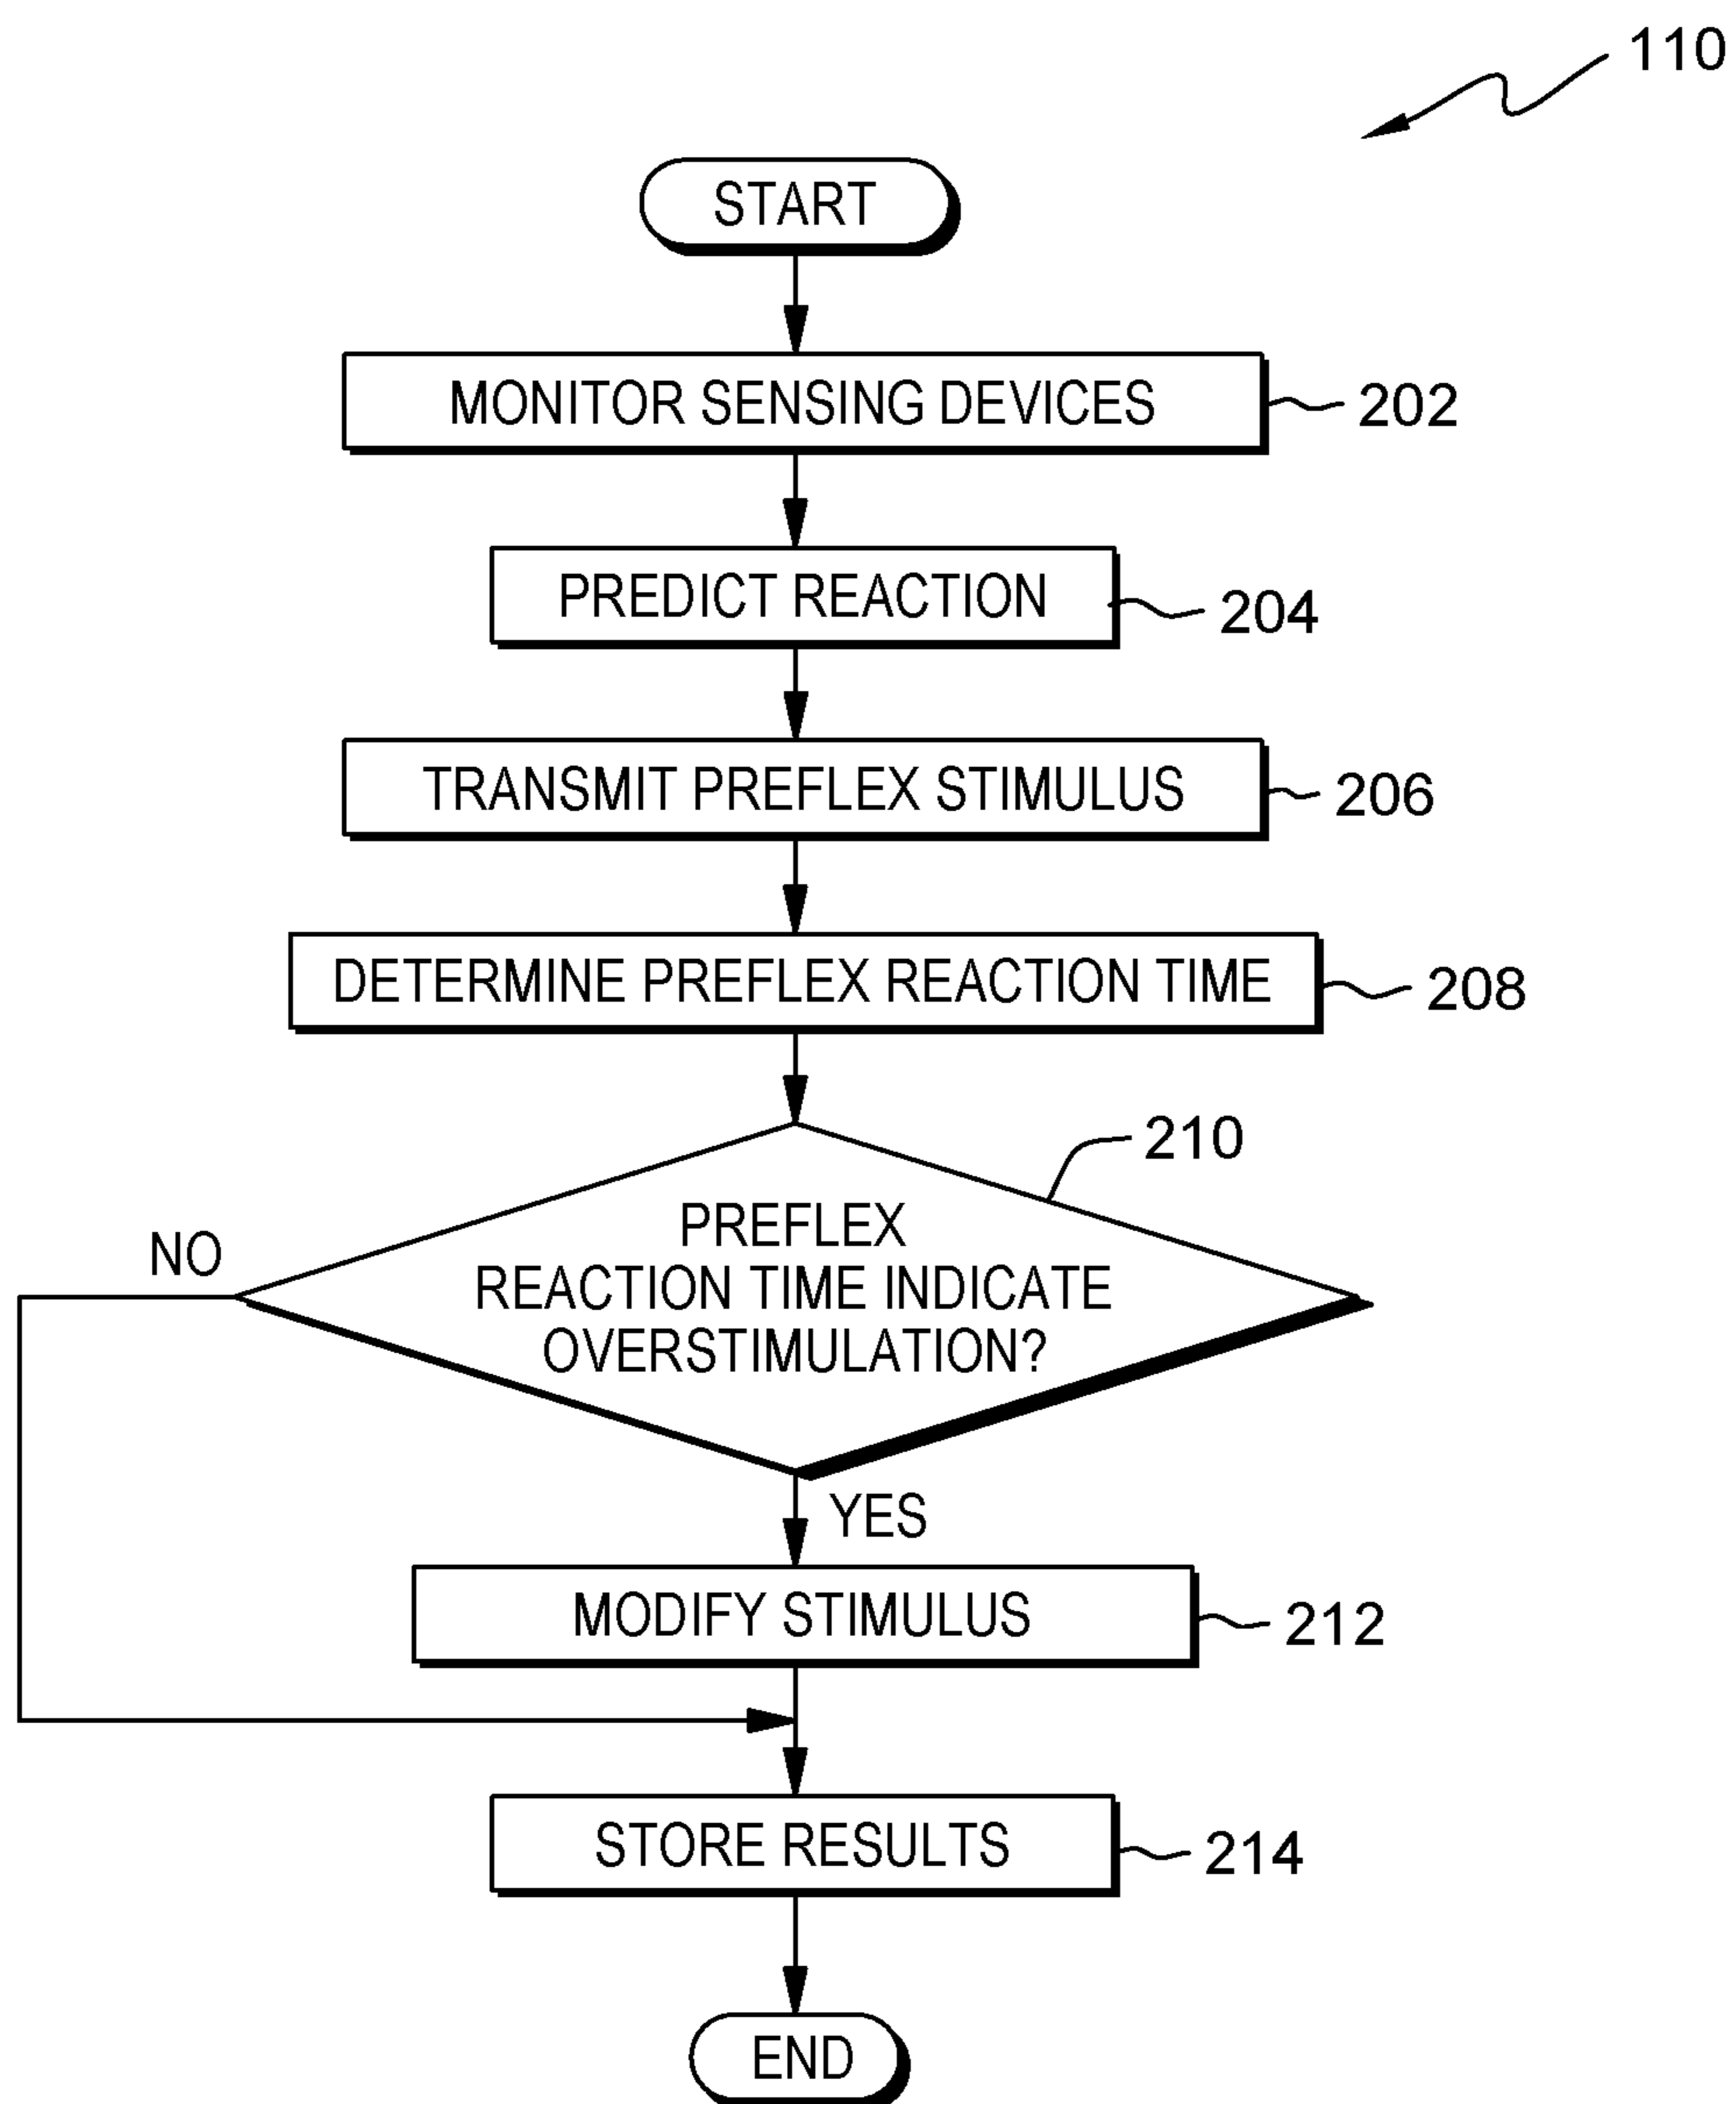 110
START
MONITOR SENSING DEVICES
202
PREDICT REACTION
204
TRANSMIT PREFLEX STIMULUS
206
DETERMINE PREFLEX REACTION TIME
208
210
PREFLEX
REACTION TIME INDICATE
OVERSTIMULATION?
NO
YES
MODIFY STIMULUS
212
STORE RESULTS
214
END